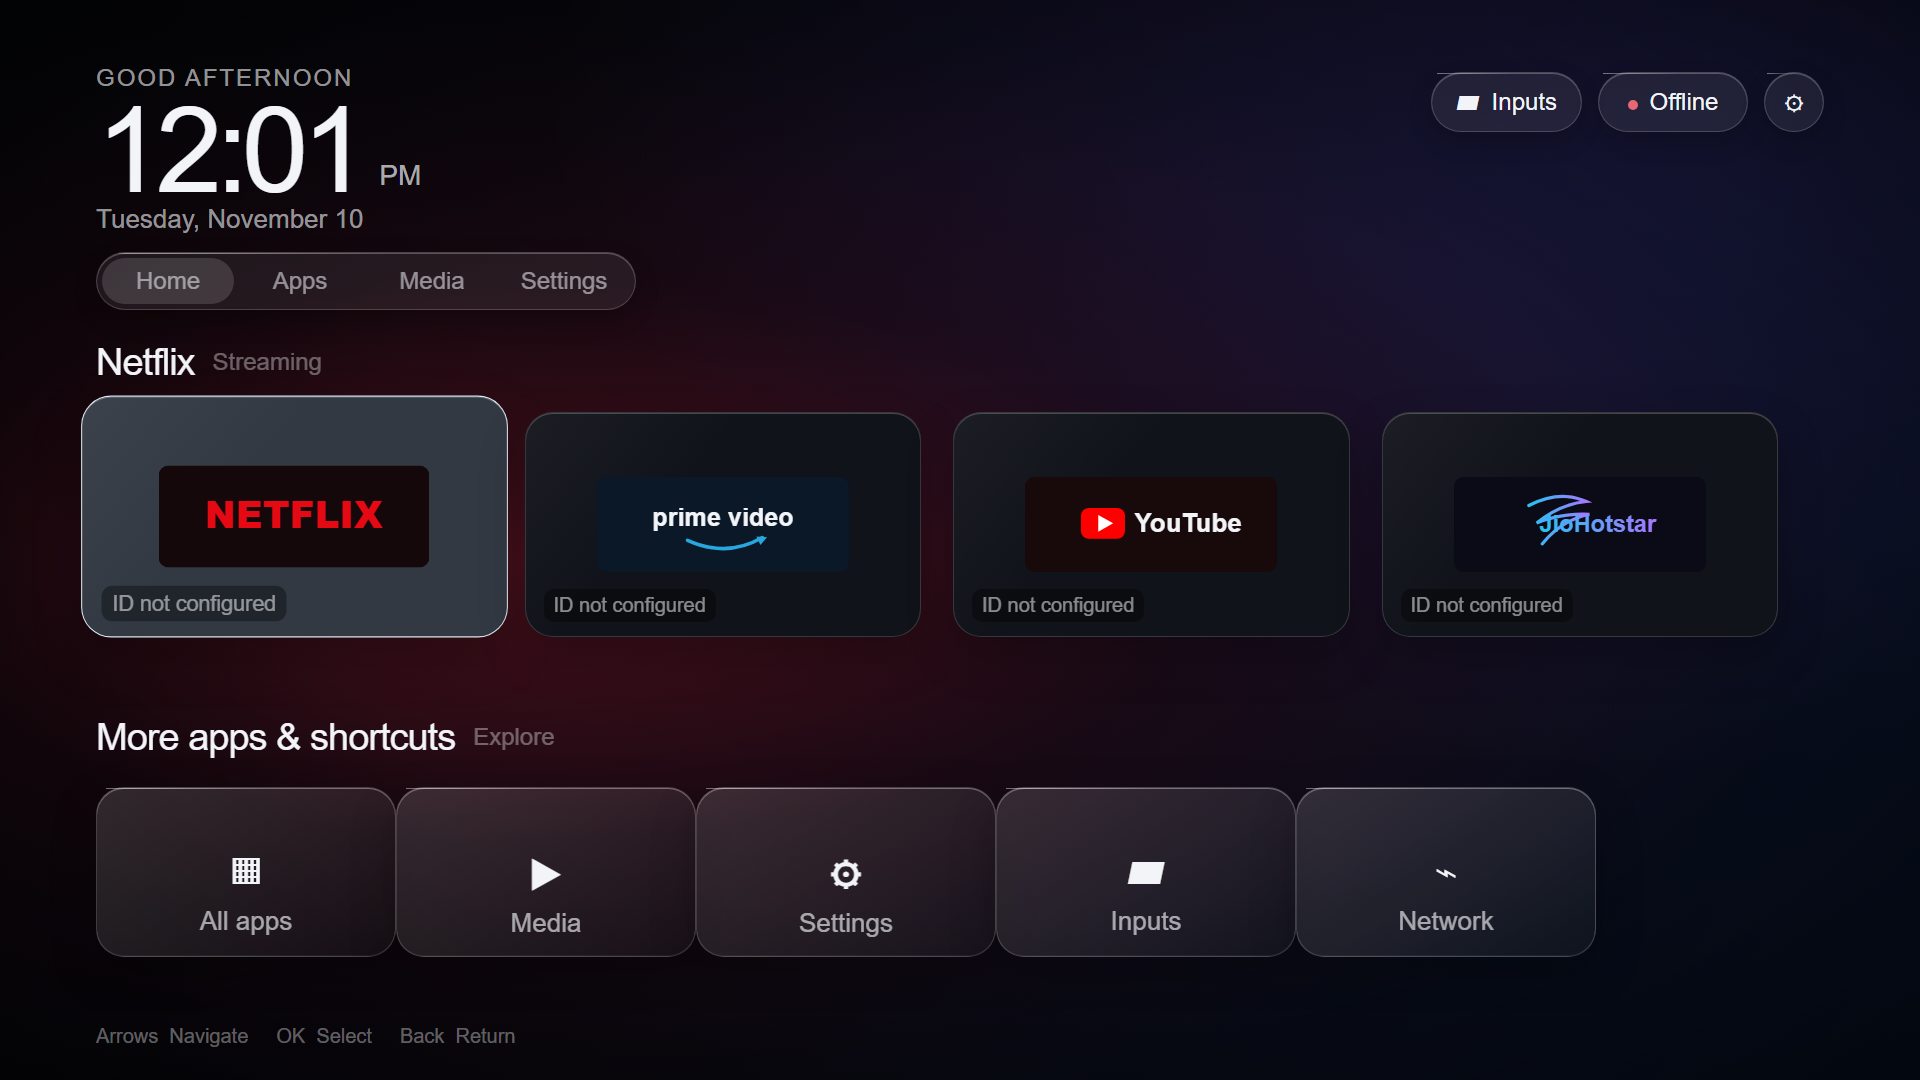 GOOD AFTERNOON
12:01 PM
Tuesday, November 10
Inputs
Offline
Home Apps Media Settings
Netflix Streaming
NETFLIX
ID not configured
prime video
ID not configured
YouTube
ID not configured
JioHotstar
ID not configured
More apps & shortcuts Explore
All apps
Media
Settings
Inputs
Network
Arrows Navigate OK Select Back Return